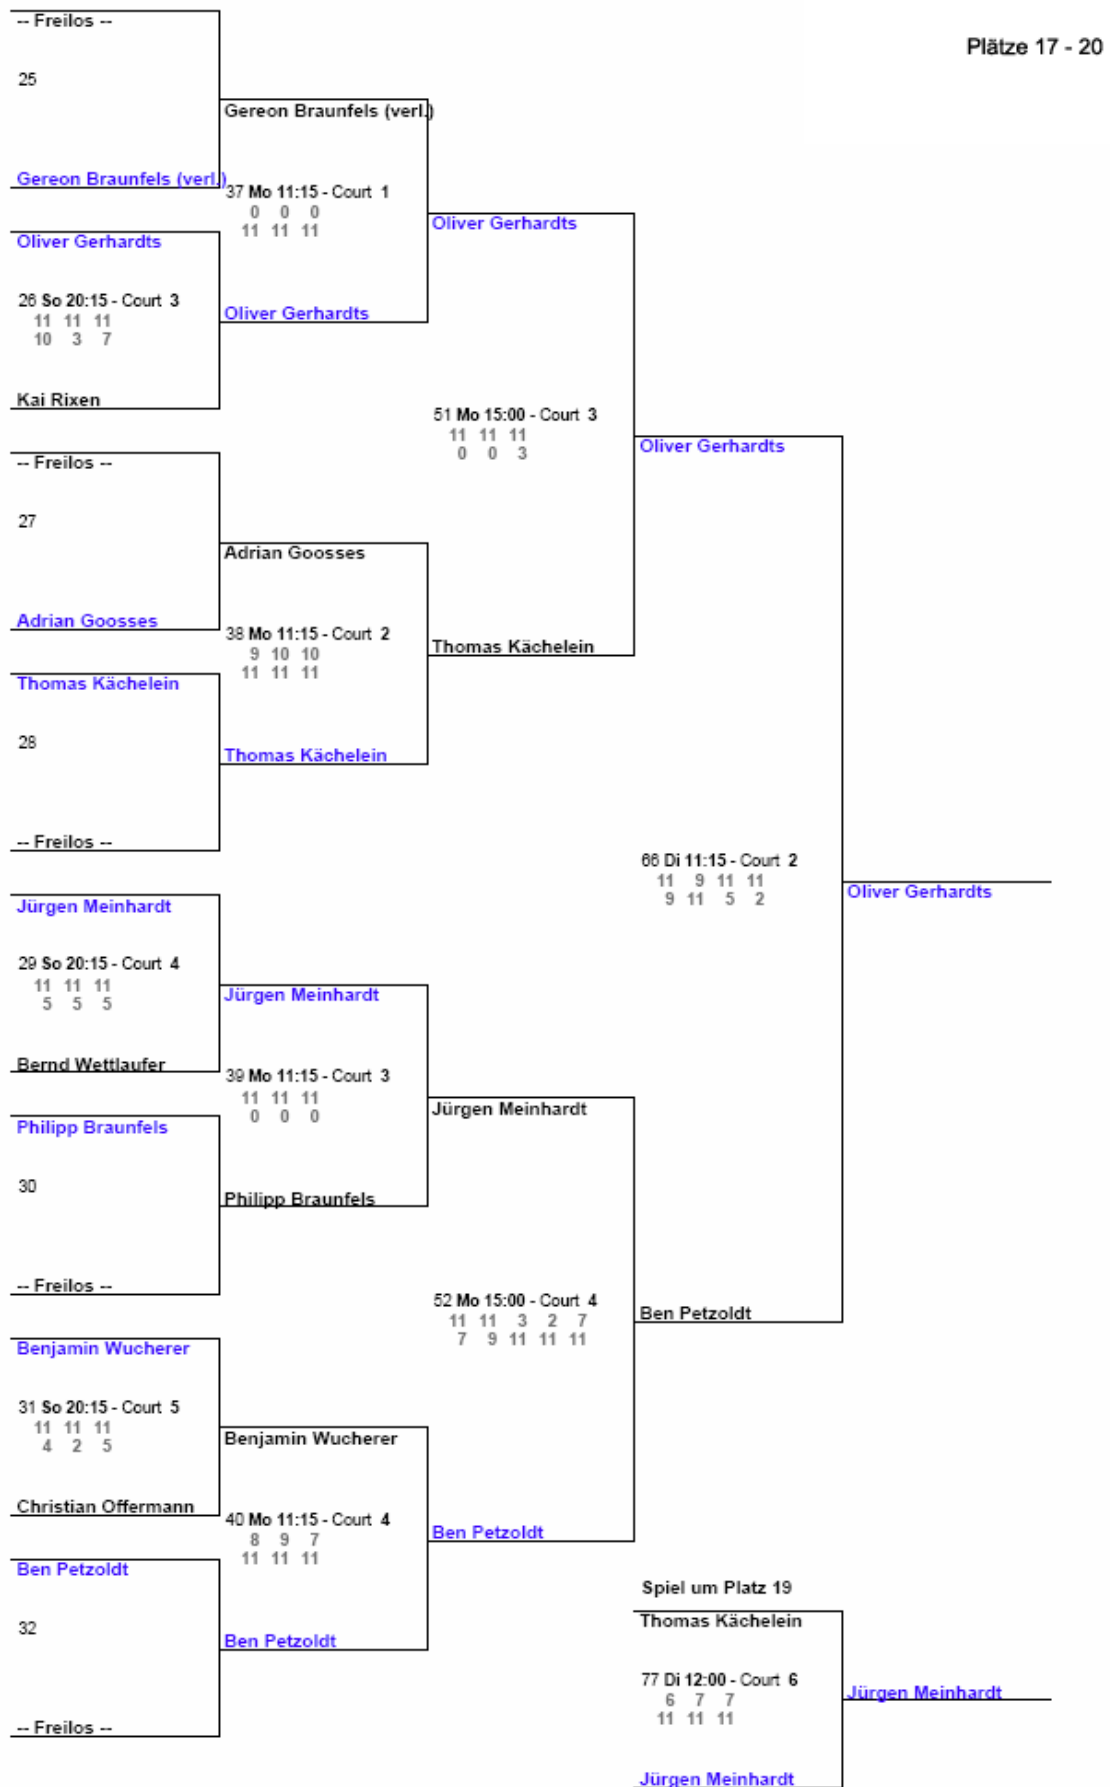 -- Freilos --
Plätze 17 - 20
25
Gereon Braunfels (verl.)
Gereon Braunfels (verl.)
37 Mo 11:15 - Court 1
0 0 0
11 11 11
Oliver Gerhardts
Oliver Gerhardts
26 So 20:15 - Court 3
11 11 11
10 3 7
Oliver Gerhardts
Kai Rixen
51 Mo 15:00 - Court 3
11 11 11
0 0 3
Oliver Gerhardts
-- Freilos --
27
Adrian Goosses
Adrian Goosses
38 Mo 11:15 - Court 2
9 10 10
11 11 11
Thomas Kächelein
Thomas Kächelein
28
Thomas Kächelein
-- Freilos --
66 Di 11:15 - Court 2
11 9 11 11
9 11 5 2
Oliver Gerhardts
Jürgen Meinhardt
29 So 20:15 - Court 4
11 11 11
5 5 5
Jürgen Meinhardt
Bernd Wettlaufer
39 Mo 11:15 - Court 3
11 11 11
0 0 0
Jürgen Meinhardt
Philipp Braunfels
30
Philipp Braunfels
-- Freilos --
52 Mo 15:00 - Court 4
11 11 3 2 7
7 9 11 11 11
Ben Petzoldt
Benjamin Wucherer
31 So 20:15 - Court 5
11 11 11
4 2 5
Benjamin Wucherer
Christian Offermann
40 Mo 11:15 - Court 4
8 9 7
11 11 11
Ben Petzoldt
Ben Petzoldt
32
Ben Petzoldt
-- Freilos --
Spiel um Platz 19
Thomas Kächelein
77 Di 12:00 - Court 6
6 7 7
11 11 11
Jürgen Meinhardt
Jürgen Meinhardt